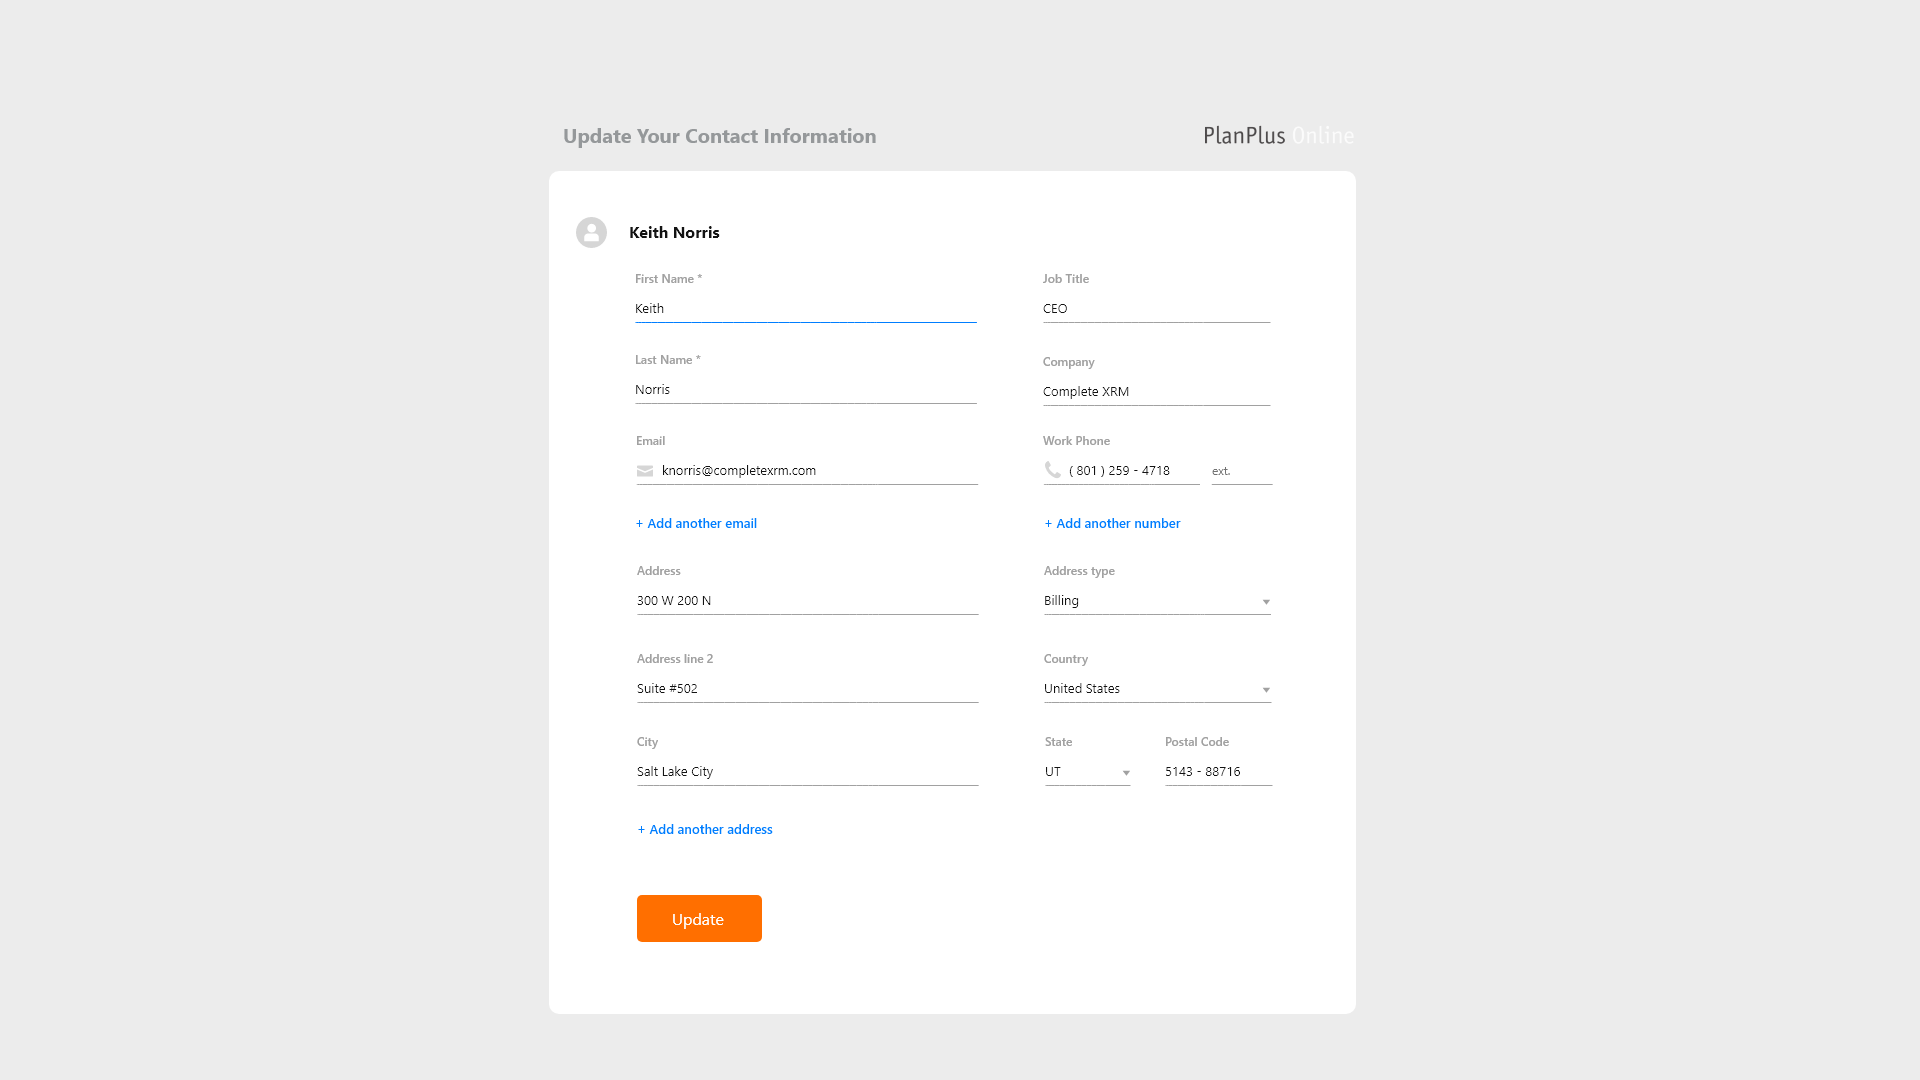 Update Your Contact Information
PlanPlus Online
Keith Norris
First Name *
Job Title
Keith
CEO
Last Name *
Company
Norris
Complete XRM
Email
Work Phone
knorris@completexrm.com
( 801 ) 259 - 4718
ext.
+ Add another email
+ Add another number
Address
Address type
300 W 200 N
Billing
Address line 2
Country
Suite #502
United States
City
State
Postal Code
Salt Lake City
UT
5143 - 88716
+ Add another address
Update